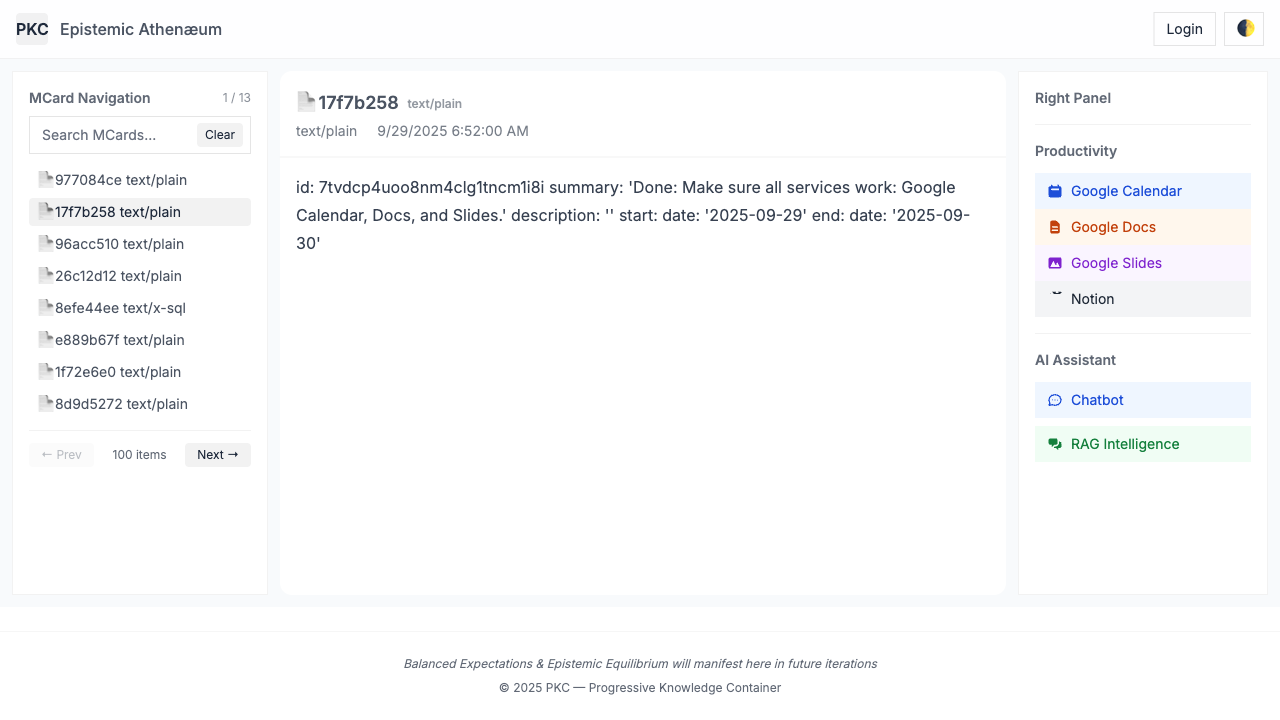 PKC Epistemic Athenæum
Login
MCard Navigation 1 / 13
Search MCards...
Clear
977084ce text/plain
17f7b258 text/plain
96acc510 text/plain
26c12d12 text/plain
8efe44ee text/x-sql
e889b67f text/plain
1f72e6e0 text/plain
8d9d5272 text/plain
← Prev 100 items Next →
17f7b258 text/plain
text/plain 9/29/2025 6:52:00 AM
id: 7tvdcp4uoo8nm4clg1tncm1i8i summary: 'Done: Make sure all services work: Google
Calendar, Docs, and Slides.' description: '' start: date: '2025-09-29' end: date: '2025-09-
30'
Right Panel
Productivity
Google Calendar
Google Docs
Google Slides
Notion
AI Assistant
Chatbot
RAG Intelligence
Balanced Expectations & Epistemic Equilibrium will manifest here in future iterations
© 2025 PKC — Progressive Knowledge Container